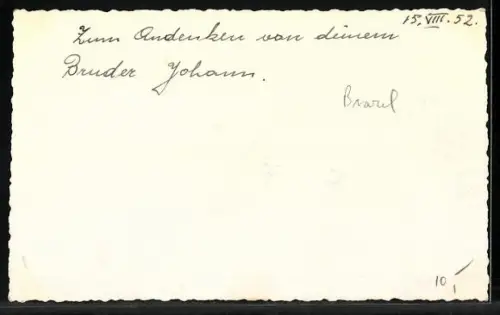 15. VIII. 52.
Zum Andenken von deinem
Bruder Johann.
Brasil
10,-